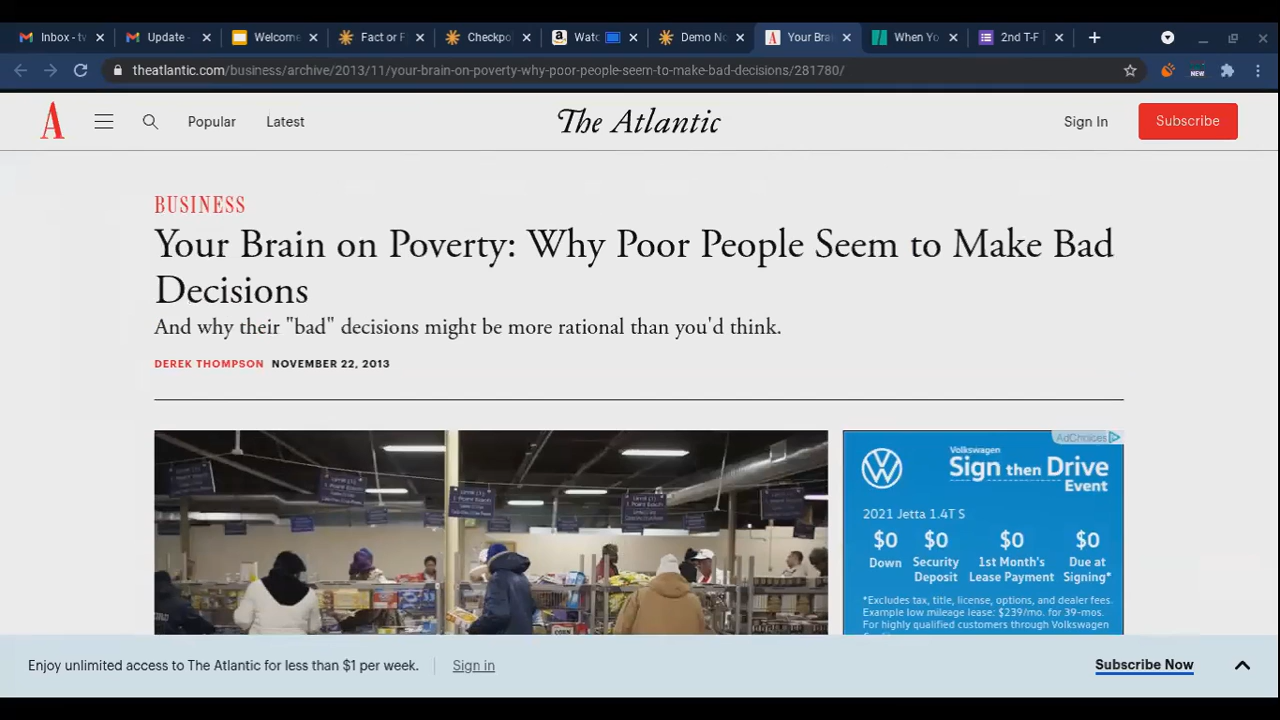 Inbox - tw
Update -
Welcome
Fact or F
Checkpo
Watc
Demo No
Your Brai
When Yo
2nd T-F
theatlantic.com/business/archive/2013/11/your-brain-on-poverty-why-poor-people-seem-to-make-bad-decisions/281780/
NEW
A
Popular
Latest
The Atlantic
Sign In
Subscribe
BUSINESS
Your Brain on Poverty: Why Poor People Seem to Make Bad
Decisions
And why their "bad" decisions might be more rational than you'd think.
DEREK THOMPSON NOVEMBER 22, 2013
AdChoices
Volkswagen
Sign then Drive
Event
2021 Jetta 1.4T S
$0 $0 $0 $0
Down Security 1st Month's Due at
Deposit Lease Payment Signing*
*Excludes tax, title, license, options, and dealer fees.
Example low mileage lease: $239/mo. for 39-mos.
For highly qualified customers through Volkswagen
Enjoy unlimited access to The Atlantic for less than $1 per week.
Sign in
Subscribe Now